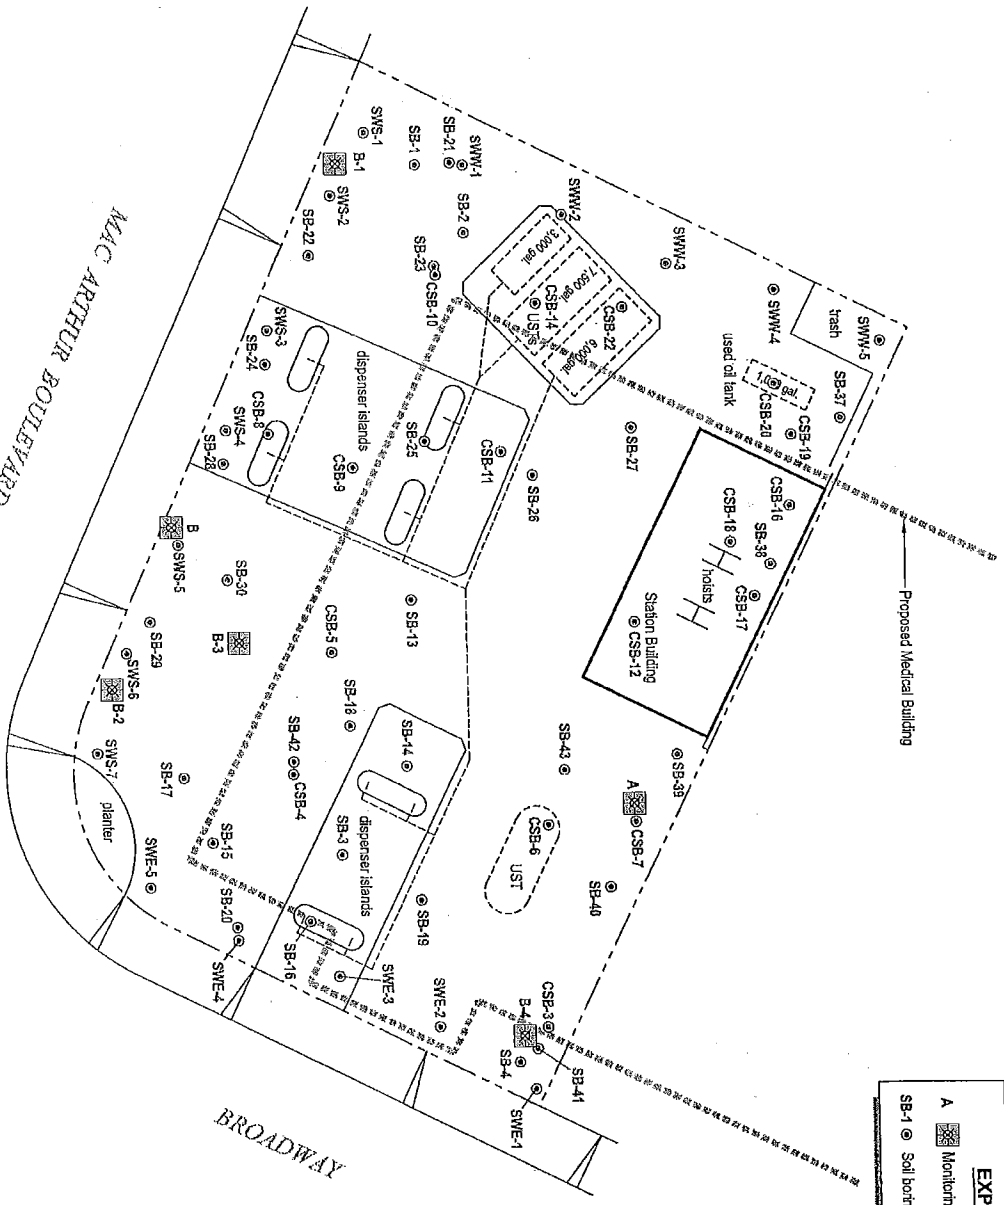 MAC ARTHUR BOULEVARD
BROADWAY
EXP
A Monitorin
SB-1 Soil borin
Proposed Medical Building
SWS-1
B-1
SWS-2
SB-22
SB-1
SB-21
SWW-1
SB-2
SB-23
CSB-10
SWW-2
3,000 gal.
7,500 gal.
6,000 gal.
CSB-14
USTs
CSB-22
SWW-3
SWW-4
trash
SWW-5
used oil tank
CSB-20
CSB-19
SB-37
SWS-3
SB-24
CSB-8
SWS-4
SB-28
dispenser islands
CSB-9
SB-25
CSB-11
SB-26
SB-27
CSB-16
CSB-18
SB-38
hoists
CSB-17
Station Building
CSB-12
B
SWS-5
SB-30
SB-29
B-3
SWS-6
B-2
SWS-7
planter
SB-17
CSB-5
SB-13
SB-18
SB-42
CSB-4
SB-14
SB-3
dispenser islands
SB-15
SWE-5
SB-20
SWE-4
SB-16
SWE-3
SB-19
SWE-2
SB-43
CSB-6
UST
SB-39
A
CSB-7
SB-40
CSB-3
B-4
SB-4
SB-41
SWE-1